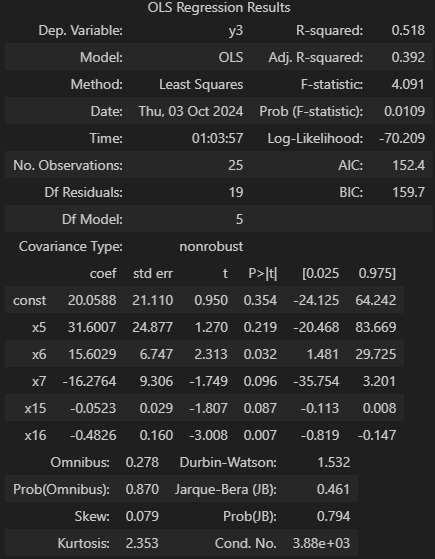 OLS Regression Results
Dep. Variable: y3 R-squared: 0.518
Model: OLS Adj. R-squared: 0.392
Method: Least Squares F-statistic: 4.091
Date: Thu, 03 Oct 2024 Prob (F-statistic): 0.0109
Time: 01:03:57 Log-Likelihood: -70.209
No. Observations: 25 AIC: 152.4
Df Residuals: 19 BIC: 159.7
Df Model: 5
Covariance Type: nonrobust
coef std err t P>|t| [0.025 0.975]
const 20.0588 21.110 0.950 0.354 -24.125 64.242
x5 31.6007 24.877 1.270 0.219 -20.468 83.669
x6 15.6029 6.747 2.313 0.032 1.481 29.725
x7 -16.2764 9.306 -1.749 0.096 -35.754 3.201
x15 -0.0523 0.029 -1.807 0.087 -0.113 0.008
x16 -0.4826 0.160 -3.008 0.007 -0.819 -0.147
Omnibus: 0.278 Durbin-Watson: 1.532
Prob(Omnibus): 0.870 Jarque-Bera (JB): 0.461
Skew: 0.079 Prob(JB): 0.794
Kurtosis: 2.353 Cond. No. 3.88e+03